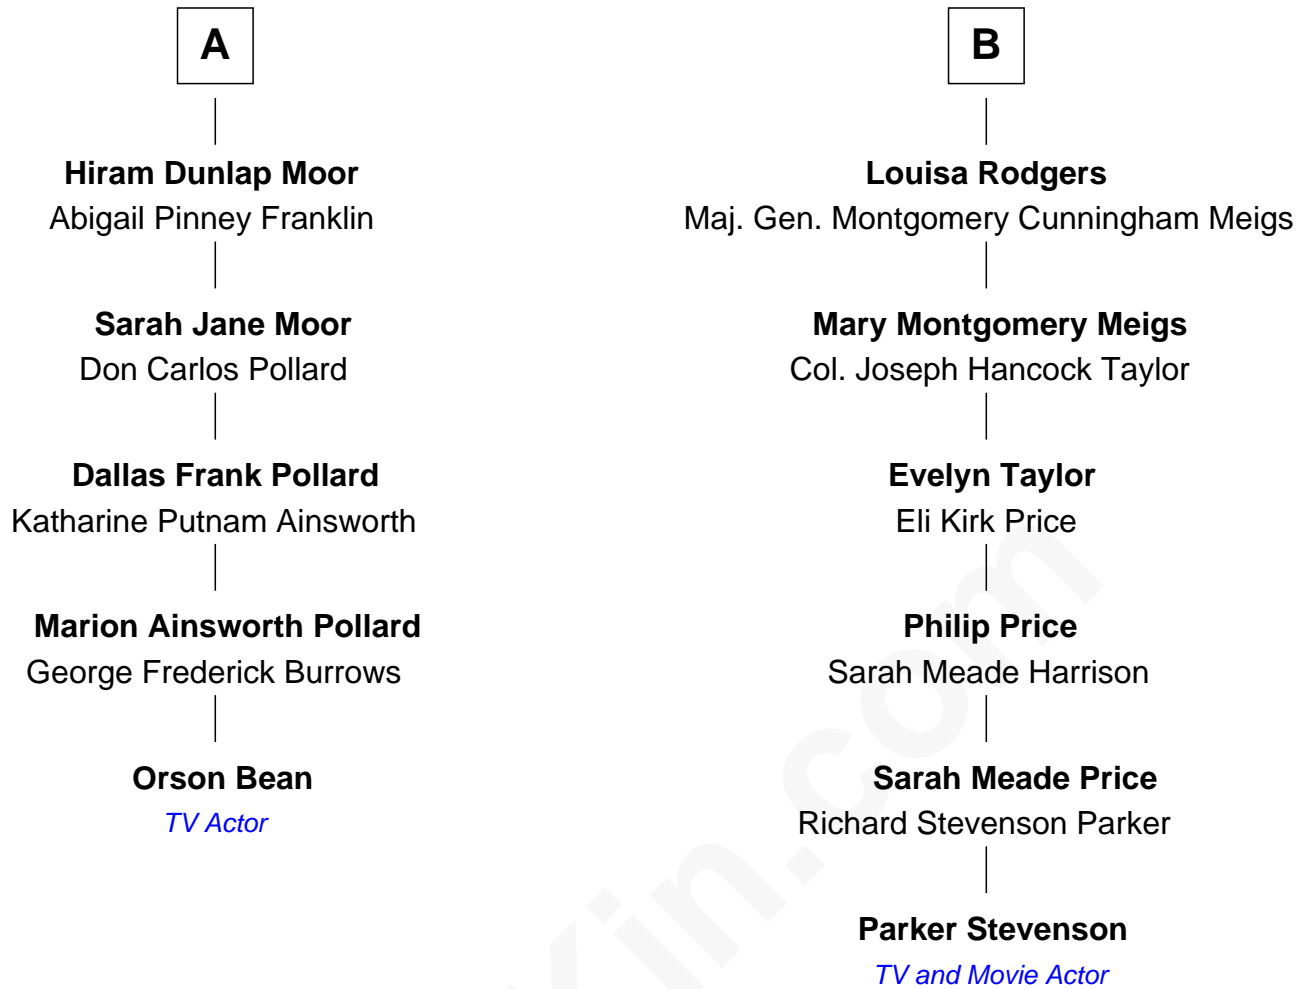 A
Hiram Dunlap Moor
Abigail Pinney Franklin
Sarah Jane Moor
Don Carlos Pollard
Dallas Frank Pollard
Katharine Putnam Ainsworth
Marion Ainsworth Pollard
George Frederick Burrows
Orson Bean
TV Actor
B
Louisa Rodgers
Maj. Gen. Montgomery Cunningham Meigs
Mary Montgomery Meigs
Col. Joseph Hancock Taylor
Evelyn Taylor
Eli Kirk Price
Philip Price
Sarah Meade Harrison
Sarah Meade Price
Richard Stevenson Parker
Parker Stevenson
TV and Movie Actor